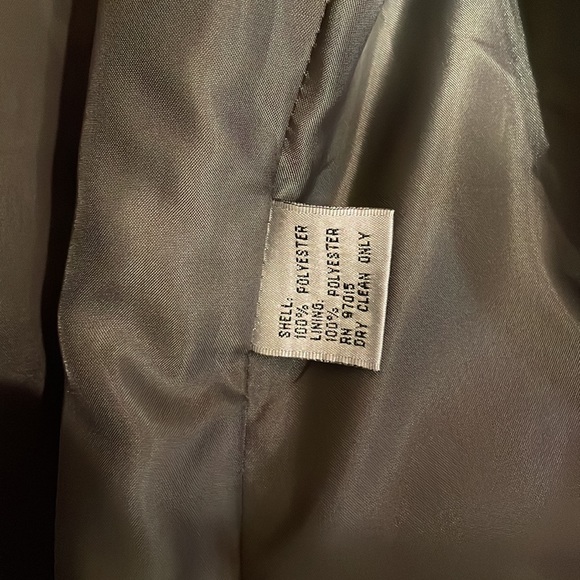 SHELL:
100% POLYESTER
LINING:
100% POLYESTER
RN 97015
DRY CLEAN ONLY